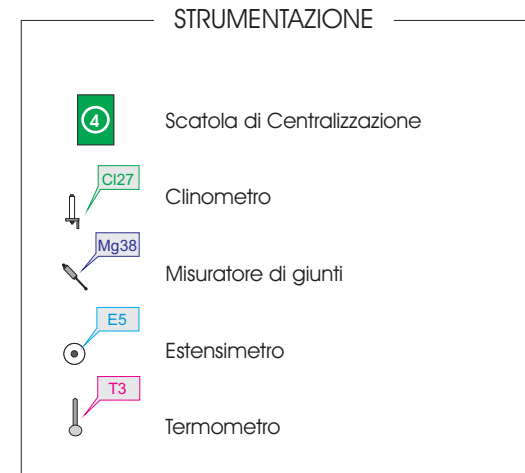 STRUMENTAZIONE
4 Scatola di Centralizzazione
Cl27
Clinometro
Mg38
Misuratore di giunti
E5
Estensimetro
T3
Termometro